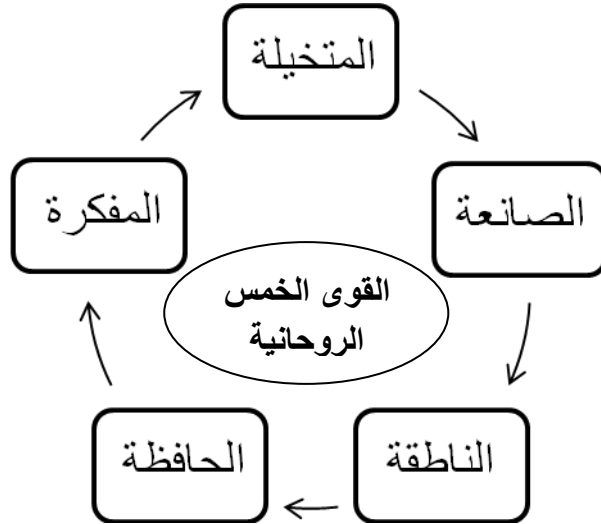 المتخيلة
الصانعة
الناطقة
الحافظة
المفكرة
القوى الخمس
الروحانية